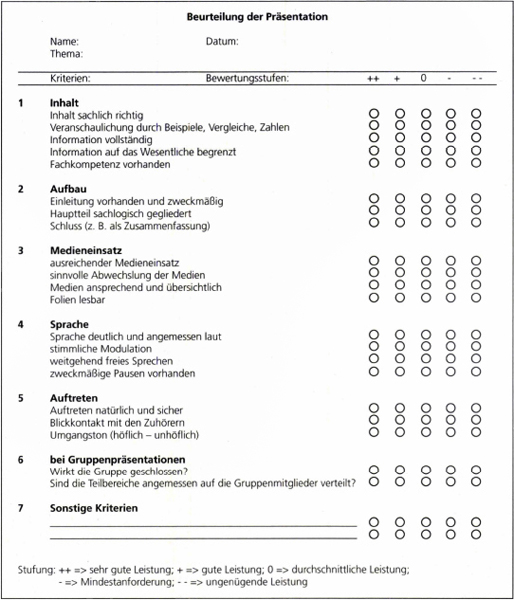 Beurteilung der Präsentation
Name: Datum:
Thema:
Kriterien: Bewertungsstufen: ++ + 0 - - -
1 Inhalt
Inhalt sachlich richtig
Veranschaulichung durch Beispiele, Vergleiche, Zahlen
Information vollständig
Information auf das Wesentliche begrenzt
Fachkompetenz vorhanden
2 Aufbau
Einleitung vorhanden und zweckmäßig
Hauptteil sachlogisch gegliedert
Schluss (z. B. als Zusammenfassung)
3 Medieneinsatz
ausreichender Medieneinsatz
sinnvolle Abwechslung der Medien
Medien ansprechend und übersichtlich
Folien lesbar
4 Sprache
Sprache deutlich und angemessen laut
stimmliche Modulation
weitgehend freies Sprechen
zweckmäßige Pausen vorhanden
5 Auftreten
Auftreten natürlich und sicher
Blickkontakt mit den Zuhörern
Umgangston (höflich – unhöflich)
6 bei Gruppenpräsentationen
Wirkt die Gruppe geschlossen?
Sind die Teilbereiche angemessen auf die Gruppenmitglieder verteilt?
7 Sonstige Kriterien
Stufung: ++ => sehr gute Leistung; + => gute Leistung; 0 => durchschnittliche Leistung;
- => Mindestanforderung; - - => ungenügende Leistung